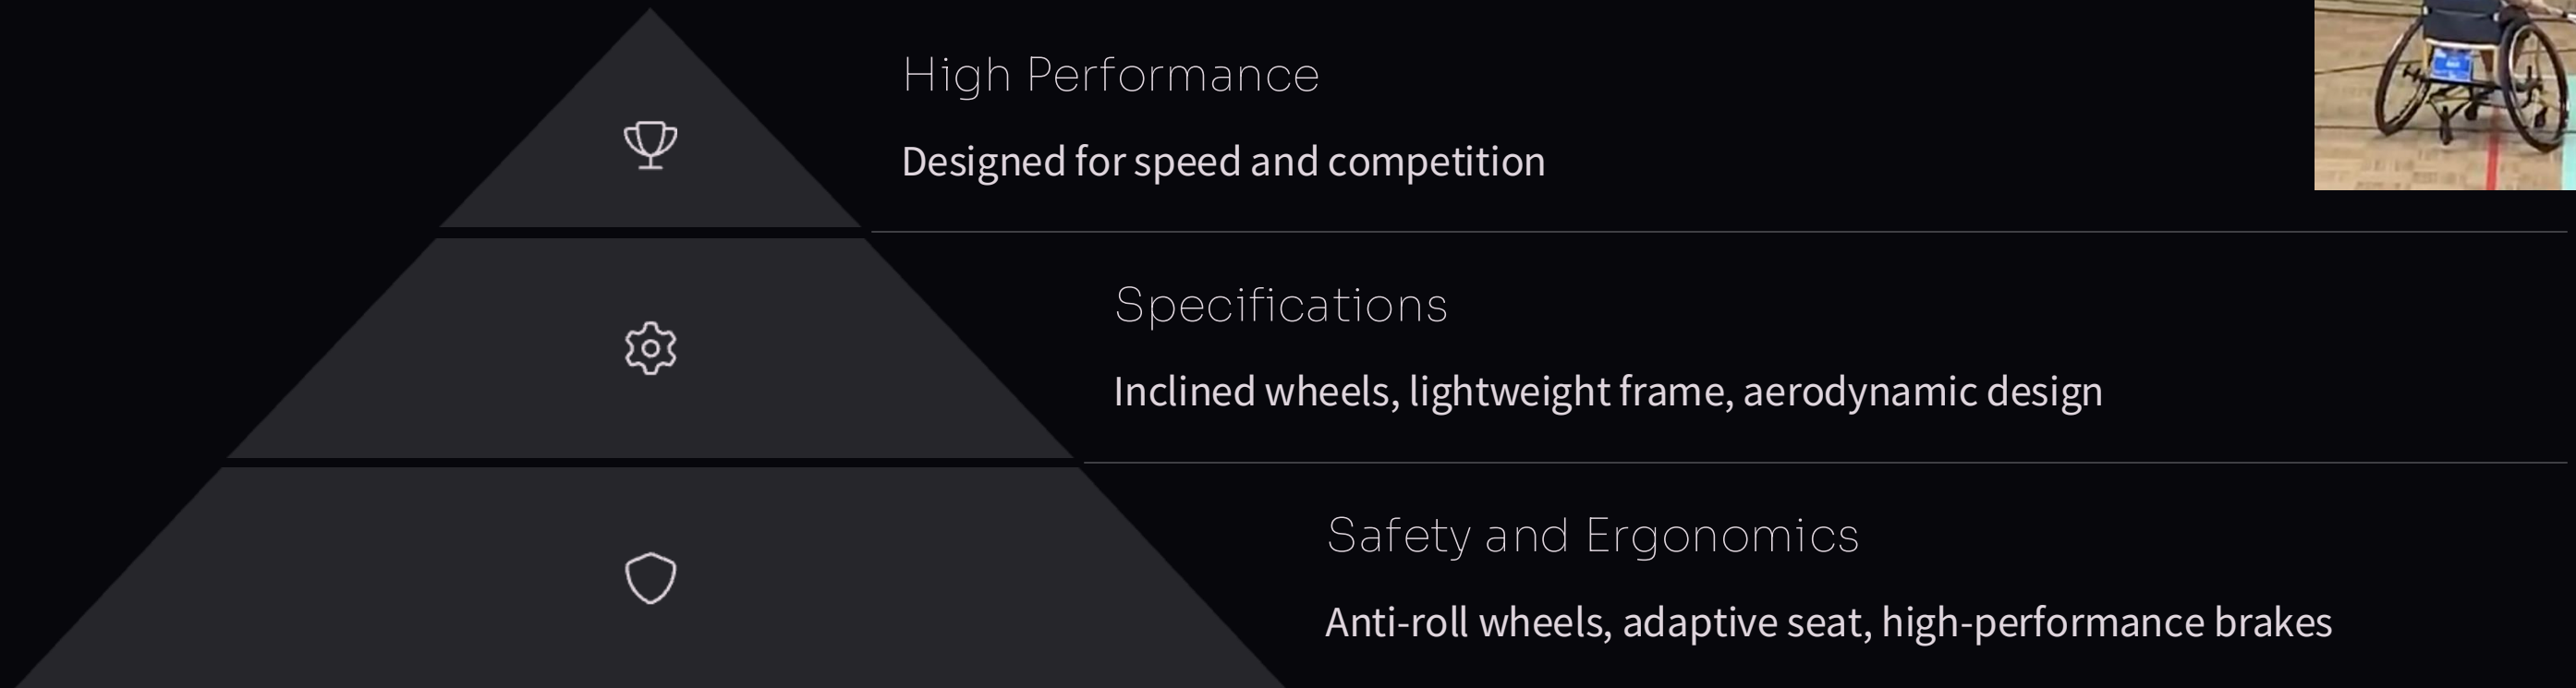 High Performance
Designed for speed and competition
Specifications
Inclined wheels, lightweight frame, aerodynamic design
Safety and Ergonomics
Anti-roll wheels, adaptive seat, high-performance brakes